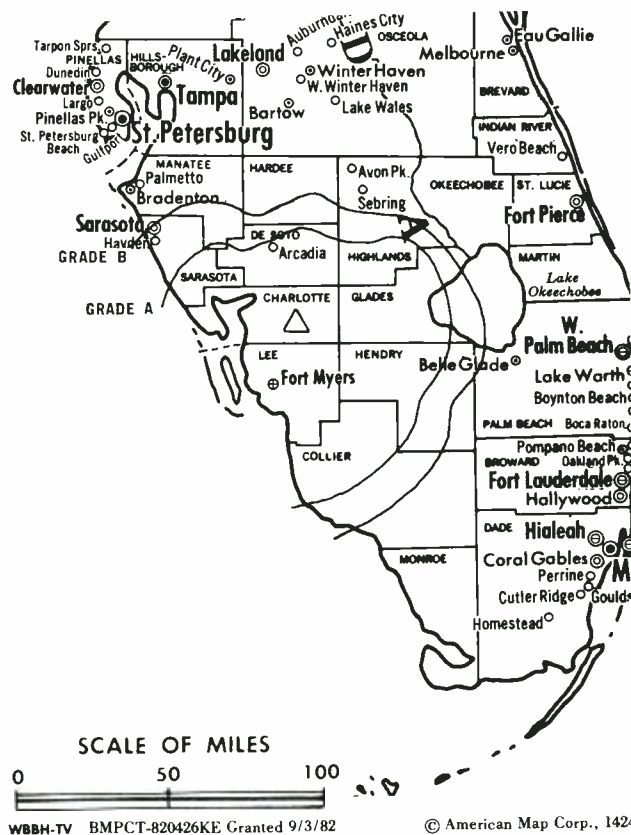 Auburndale
Haines City
OSCEOLA
Eau Gallie
Melbourne
Tarpon Sprs.
PINELLAS
HILLS-
BOROUGH
Plant City
Lakeland
Dunedin
Clearwater
Tampa
Winter Haven
W. Winter Haven
Largo
Bartow
Lake Wales
BREVARD
Pinellas Pk.
St. Petersburg
St. Petersburg
Beach
Gulfport
INDIAN RIVER
Vero Beach
MANATEE
Palmetto
Bradenton
HARDEE
Avon Pk.
Sebring
OKEECHOBEE
ST. LUCIE
Fort Pierce
Sarasota
Hayden
DE SOTO
Arcadia
HIGHLANDS
MARTIN
Lake
Okeechobee
GRADE B
SARASOTA
GRADE A
CHARLOTTE
GLADES
W.
Palm Beach
LEE
HENDRY
Belle Glade
Fort Myers
Lake Worth
Boynton Beach
PALM BEACH
Boca Raton
COLLIER
Pompano Beach
BROWARD
Oakland Pk.
Fort Lauderdale
Hallywood
DADE
Hialeah
MONROE
Coral Gables
M
Perrine
Cutler Ridge
Goulds
Homestead
SCALE OF MILES
0 50 100
WBBH-TV BMPCT-820426KE Granted 9/3/82
© American Map Corp., 1424